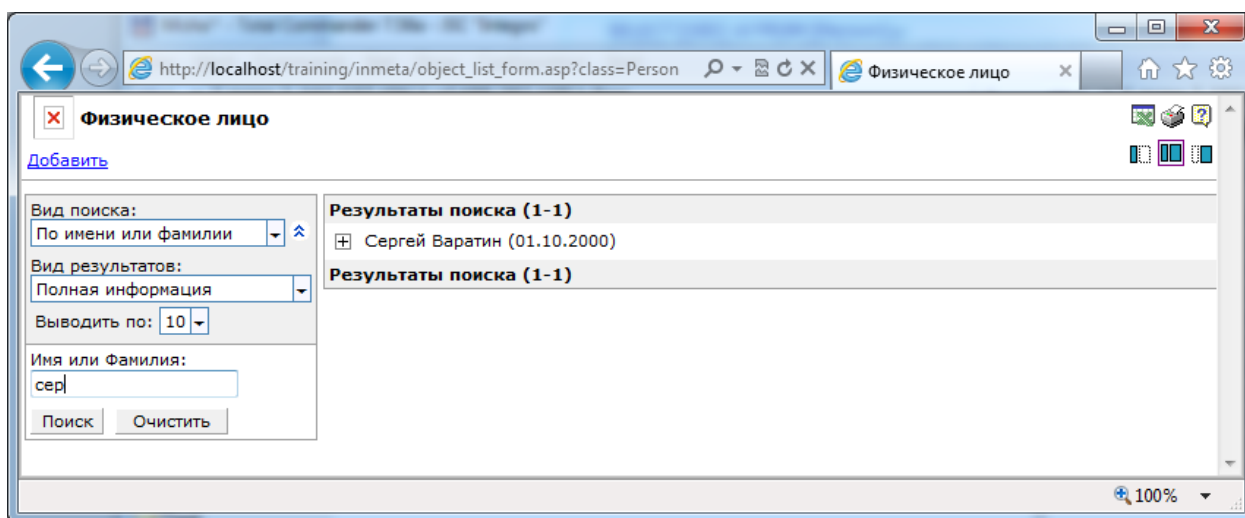 http://localhost/training/inmeta/object_list_form.asp?class=Person
Физическое лицо
Физическое лицо
Добавить
Вид поиска:
По имени или фамилии
Вид результатов:
Полная информация
Выводить по: 10
Имя или Фамилия:
сер
Поиск Очистить
Результаты поиска (1-1)
Сергей Варатин (01.10.2000)
Результаты поиска (1-1)
100%